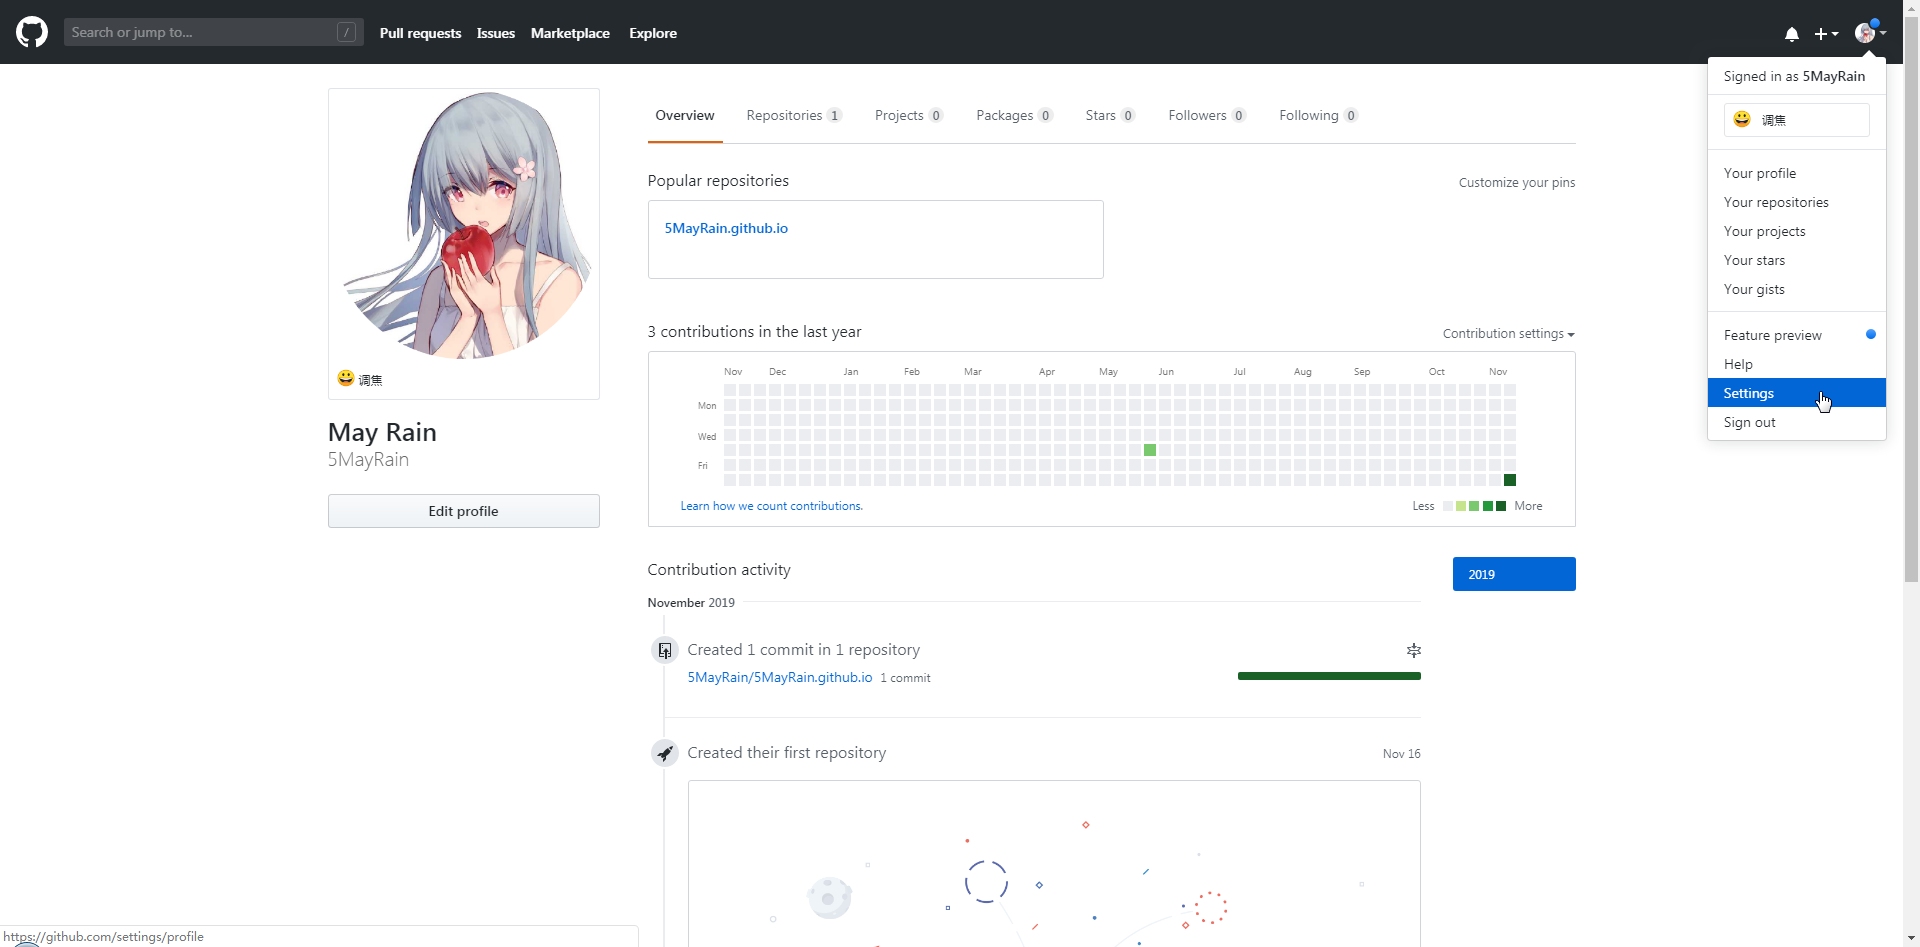 Search or jump to... /
Pull requests Issues Marketplace Explore
Signed in as 5MayRain
😀 调焦
Your profile
Your repositories
Your projects
Your stars
Your gists
Feature preview
Help
Settings
Sign out
😀 调焦
May Rain
5MayRain
Edit profile
Overview Repositories 1 Projects 0 Packages 0 Stars 0 Followers 0 Following 0
Popular repositories Customize your pins
5MayRain.github.io
3 contributions in the last year Contribution settings
Nov Dec Jan Feb Mar Apr May Jun Jul Aug Sep Oct Nov
Mon
Wed
Fri
Learn how we count contributions. Less More
Contribution activity 2019
November 2019
Created 1 commit in 1 repository
5MayRain/5MayRain.github.io 1 commit
Created their first repository Nov 16
https://github.com/settings/profile